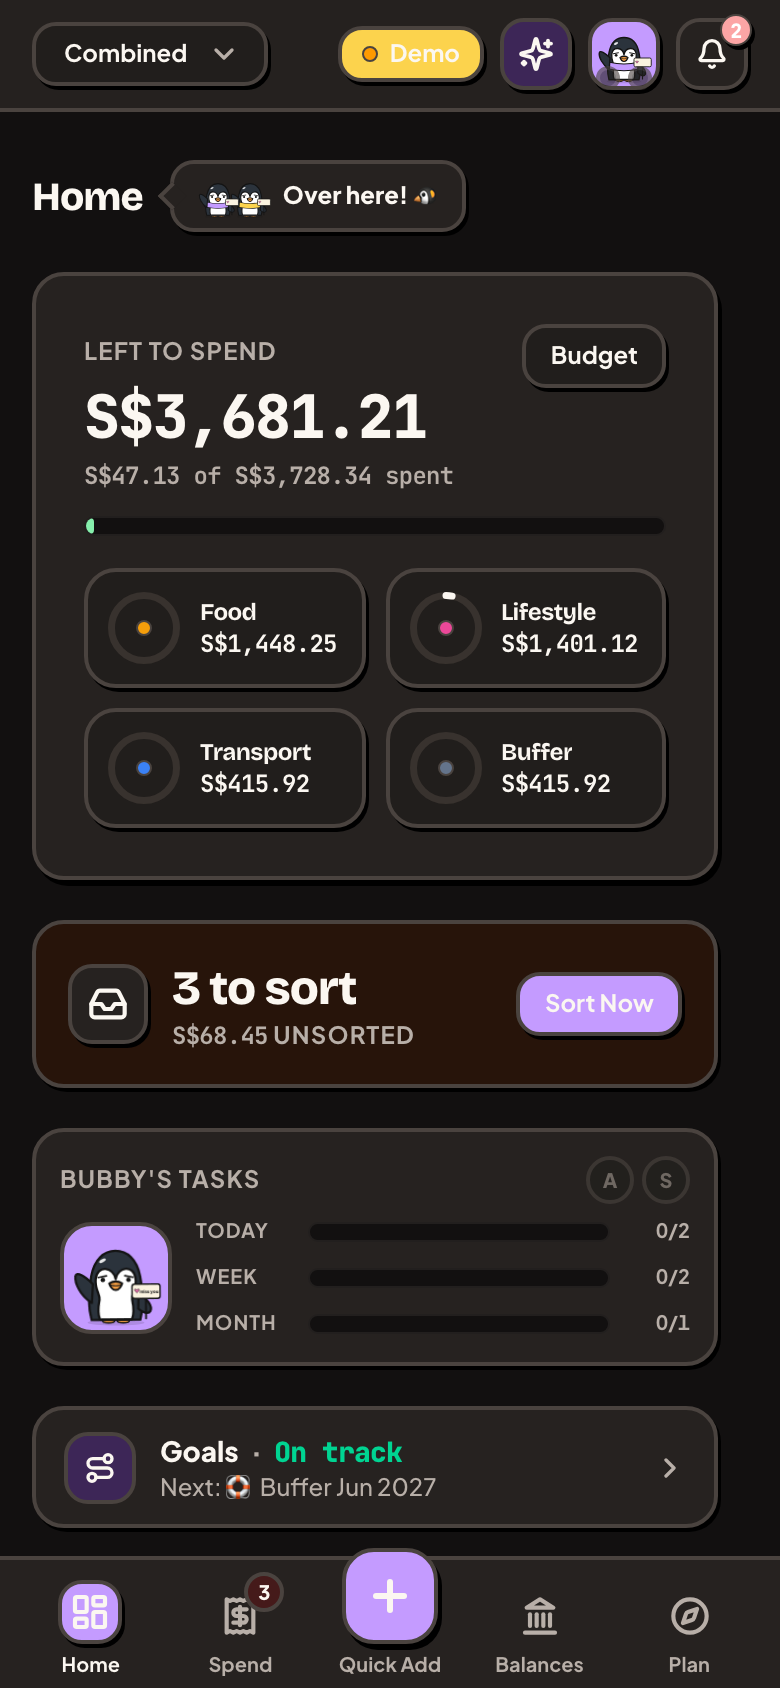 Combined
Demo
2
Home
Over here!
LEFT TO SPEND
Budget
S$3,681.21
S$47.13 of S$3,728.34 spent
Food
S$1,448.25
Lifestyle
S$1,401.12
Transport
S$415.92
Buffer
S$415.92
3 to sort
S$68.45 UNSORTED
Sort Now
BUBBY'S TASKS
A
S
TODAY
0/2
WEEK
0/2
MONTH
0/1
Goals · On track
Next: 🛟 Buffer Jun 2027
3
Home
Spend
Quick Add
Balances
Plan